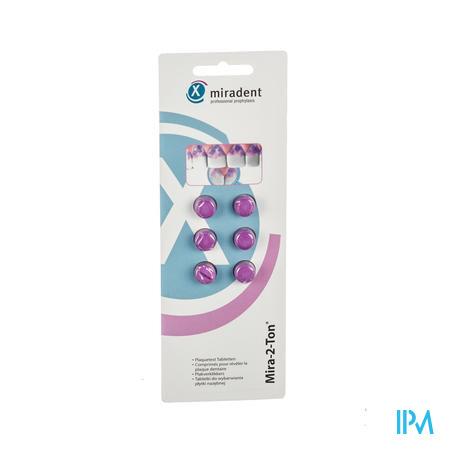 X miradent
professional prophylaxis
Mira-2-Ton®
• Plaquetest Tabletten
• Comprimés pour révéler la
plaque dentaire
• Plakverklikkers
• Tabletki do wybarwiania
płytki nazębnej
IPM